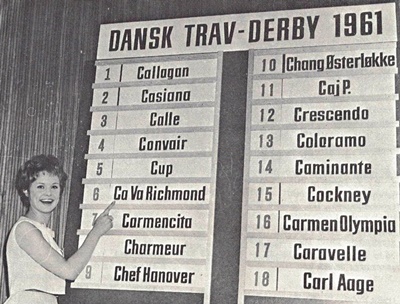 DANSK TRAV-DERBY 1961
1 Callagan
2 Casiana
3 Calle
4 Convair
5 Cup
6 Ca Va Richmond
7 Carmencita
Charmeur
9 Chef Hanover
10 Chang Østerløkke
11 Caj P.
12 Crescendo
13 Coloramo
14 Caminante
15 Cockney
16 Carmen Olympia
17 Caravelle
18 Carl Aage